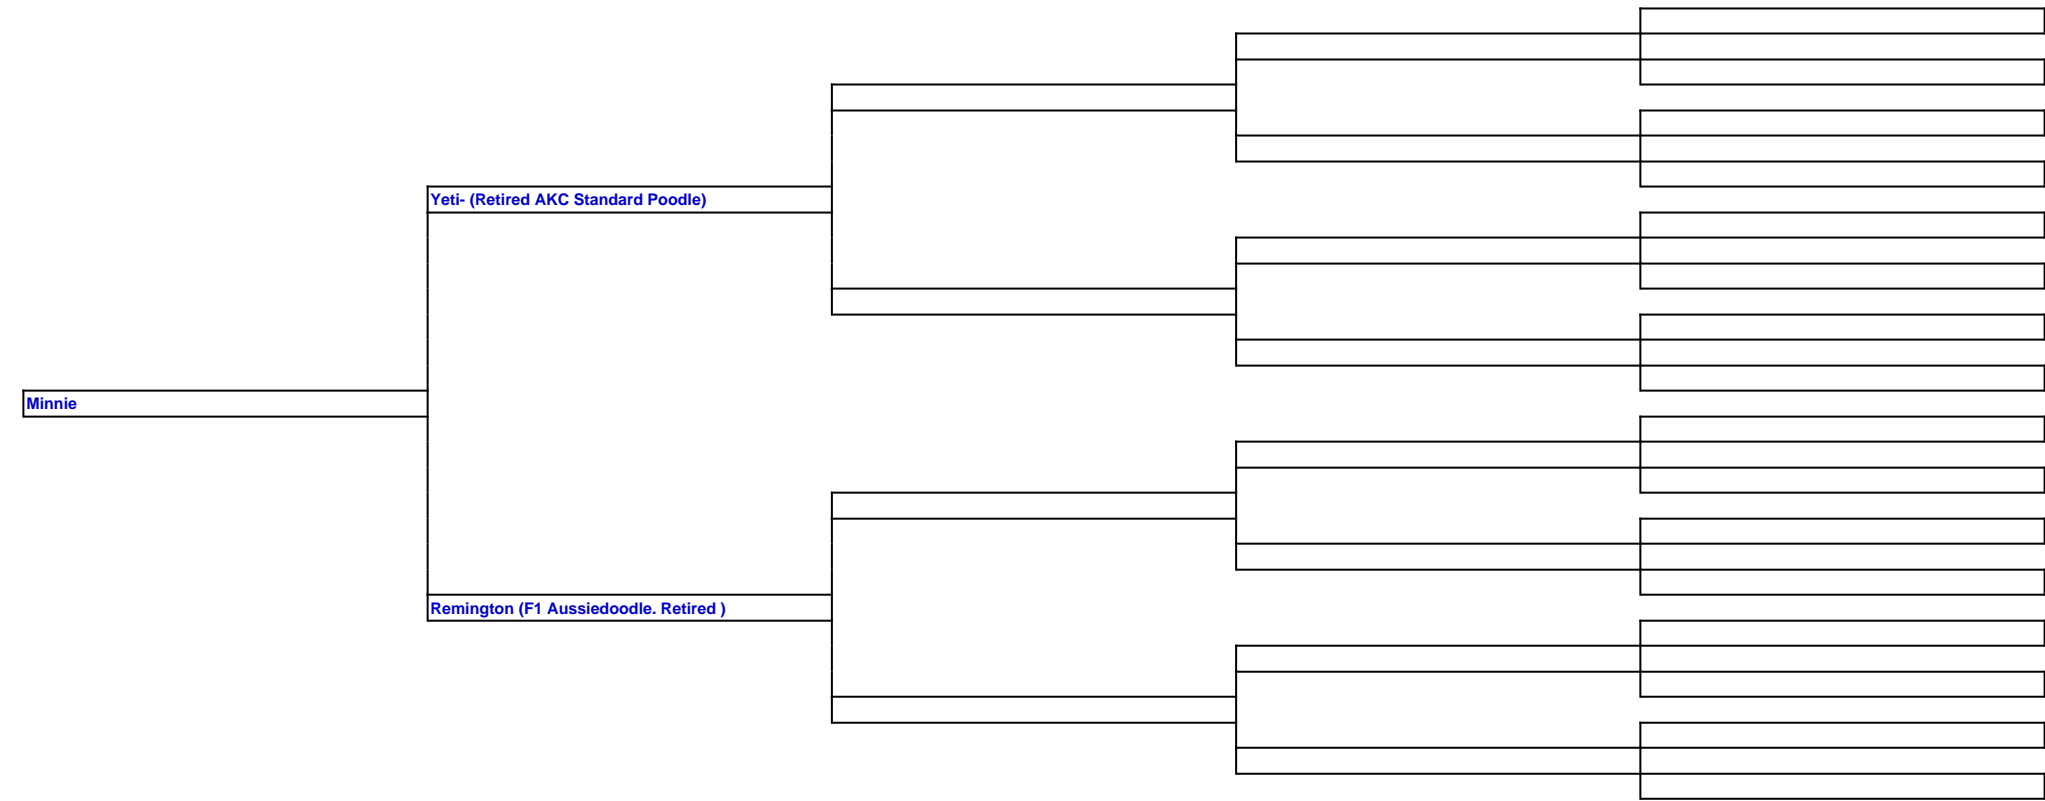 Yeti- (Retired AKC Standard Poodle)
Minnie
Remington (F1 Aussiedoodle. Retired )